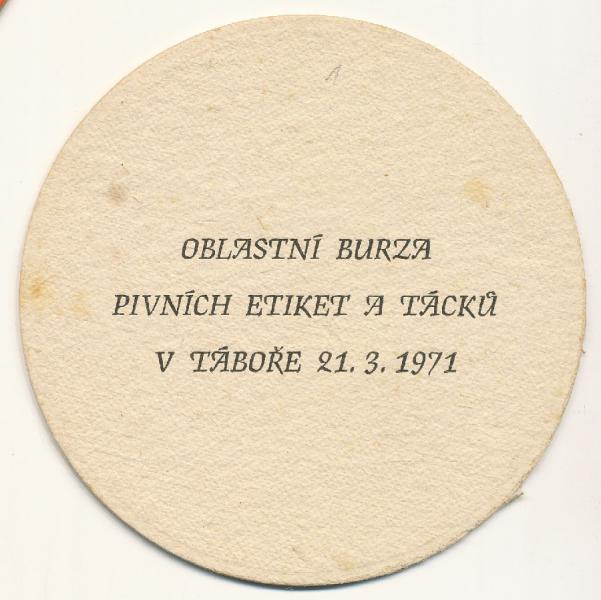 OBLASTNÍ BURZA
PIVNÍCH ETIKET A TÁCKŮ
V TÁBOŘE 21. 3. 1971